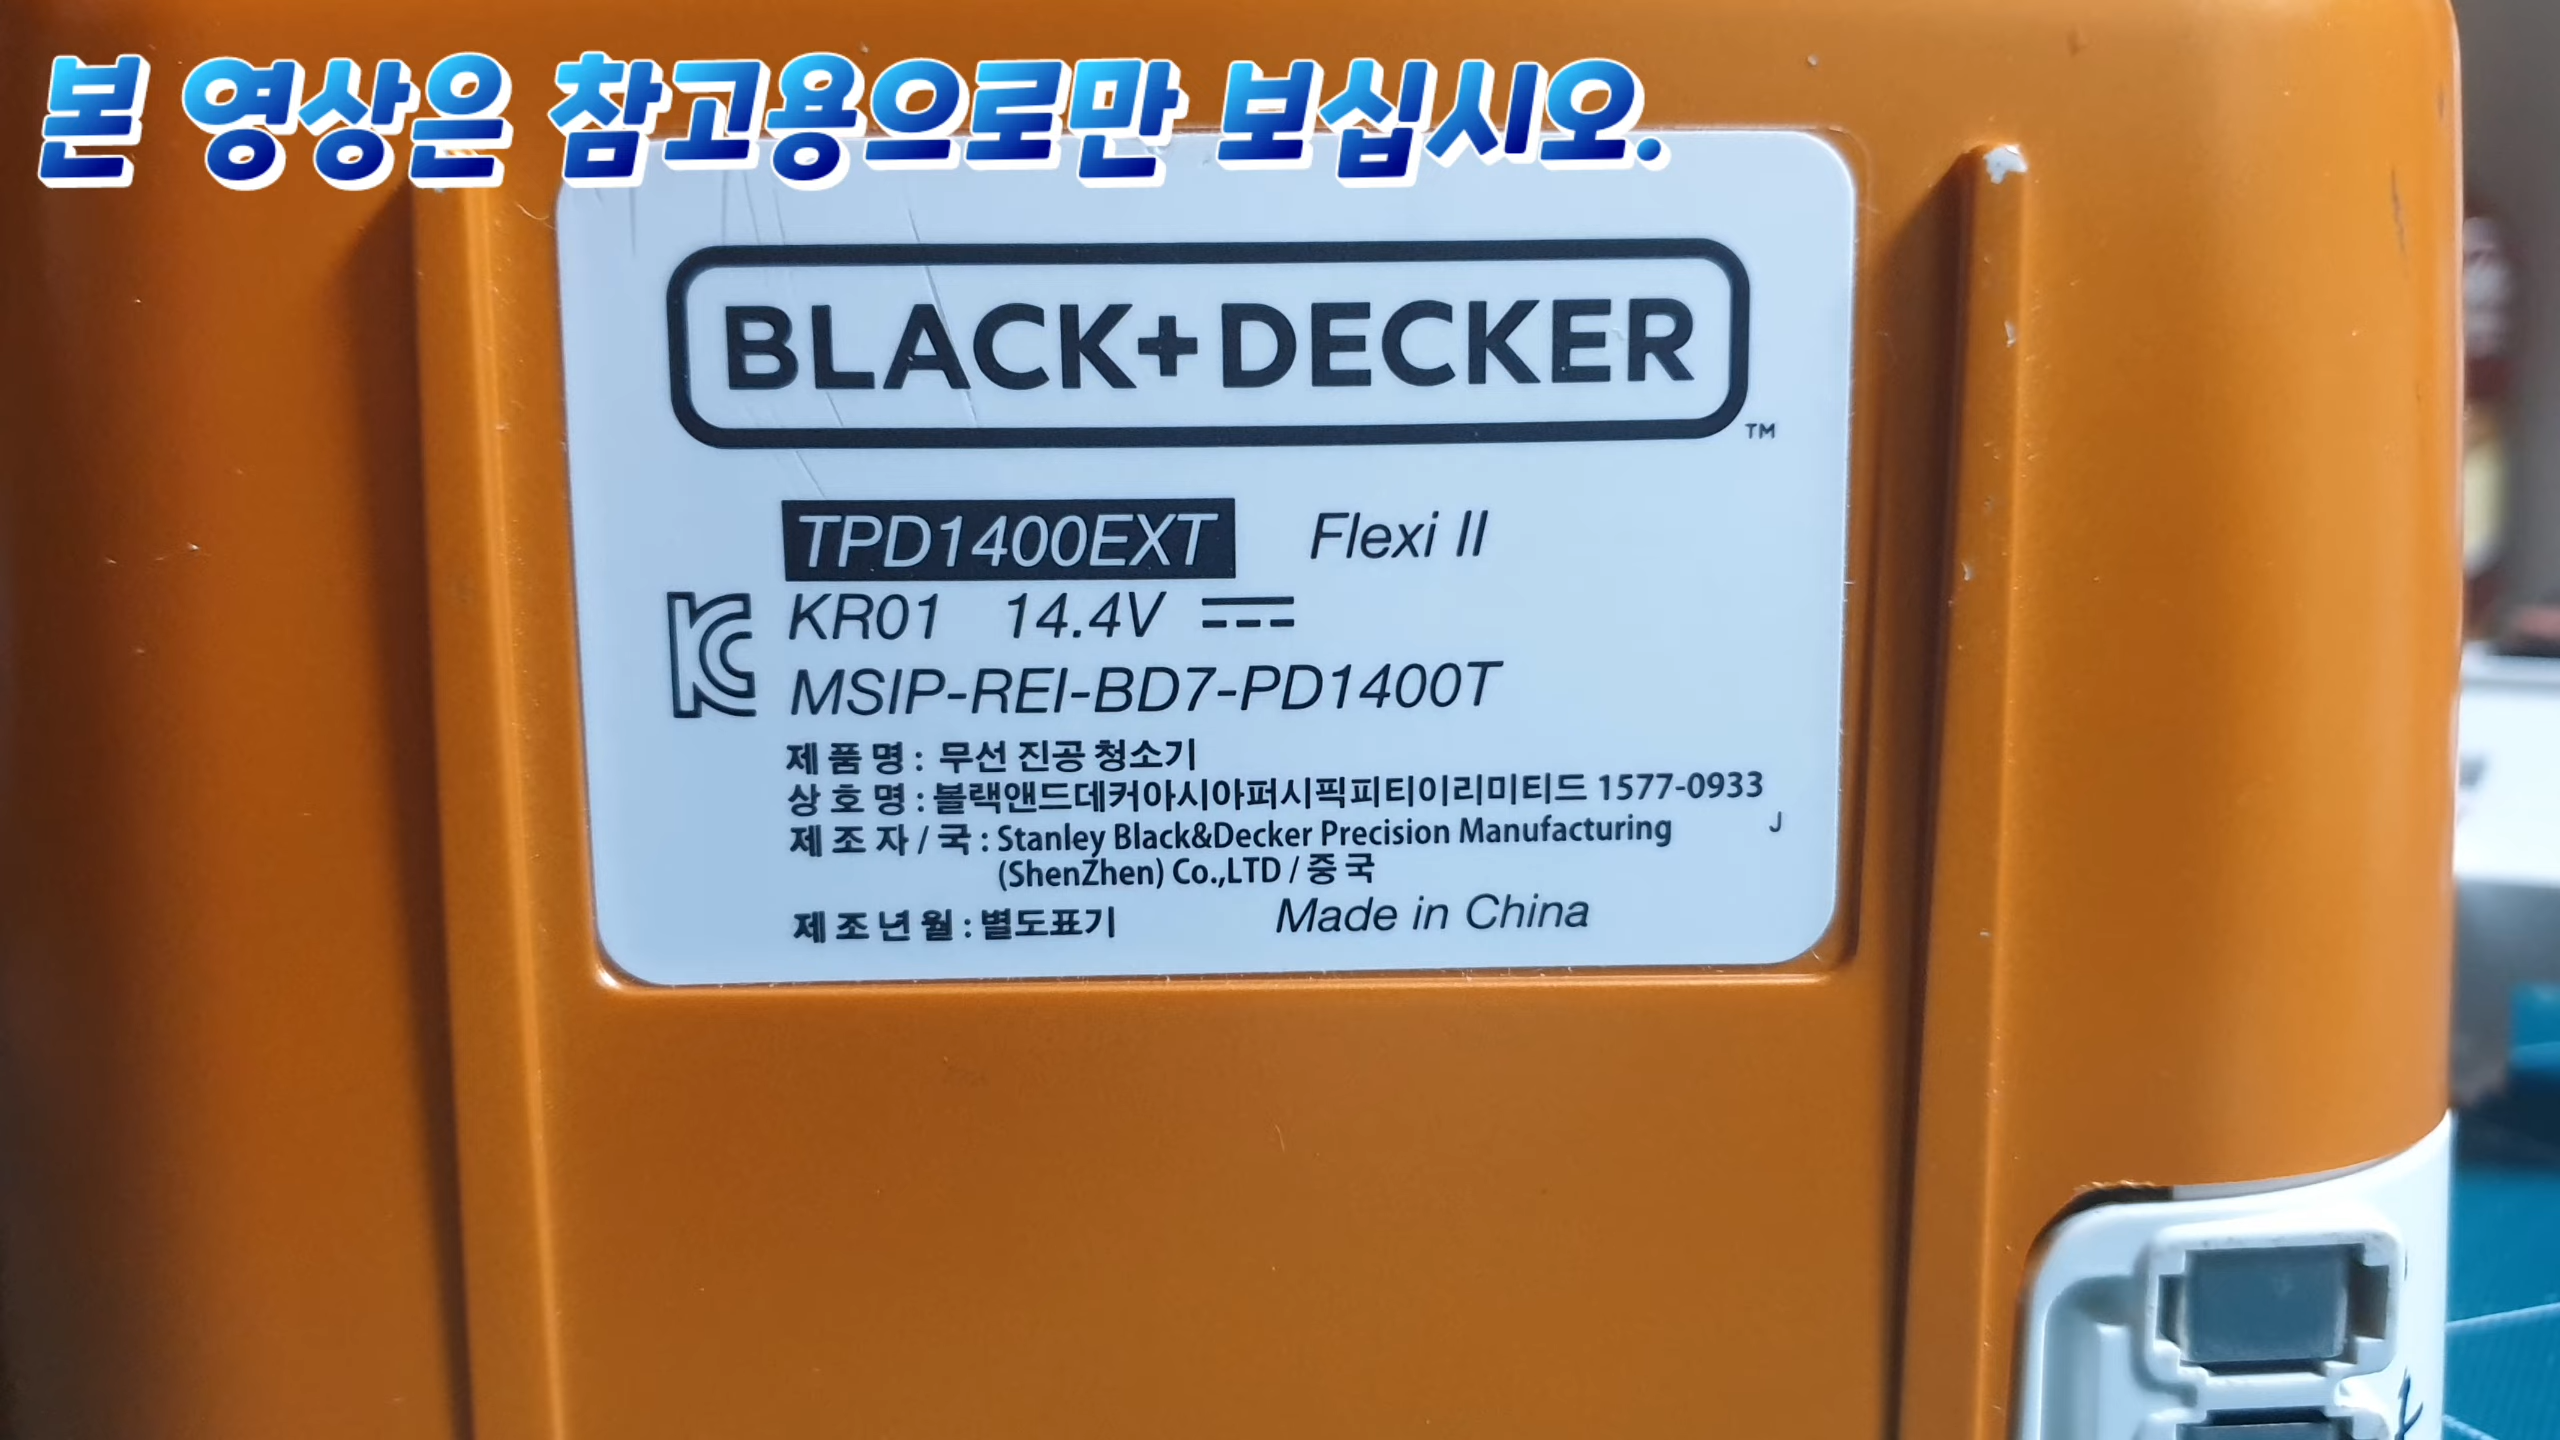 본 영상은 참고용으로만 보십시오.
BLACK+DECKER
TM
TPD1400EXT Flexi II
KR01 14.4V
MSIP-REI-BD7-PD1400T
제 품 명 : 무선 진공 청소기
상 호 명 : 블랙앤드데커아시아퍼시픽피티이리미티드 1577-0933
제 조 자 / 국 : Stanley Black&Decker Precision Manufacturing J
(ShenZhen) Co.,LTD / 중 국
제 조 년 월 : 별도표기 Made in China